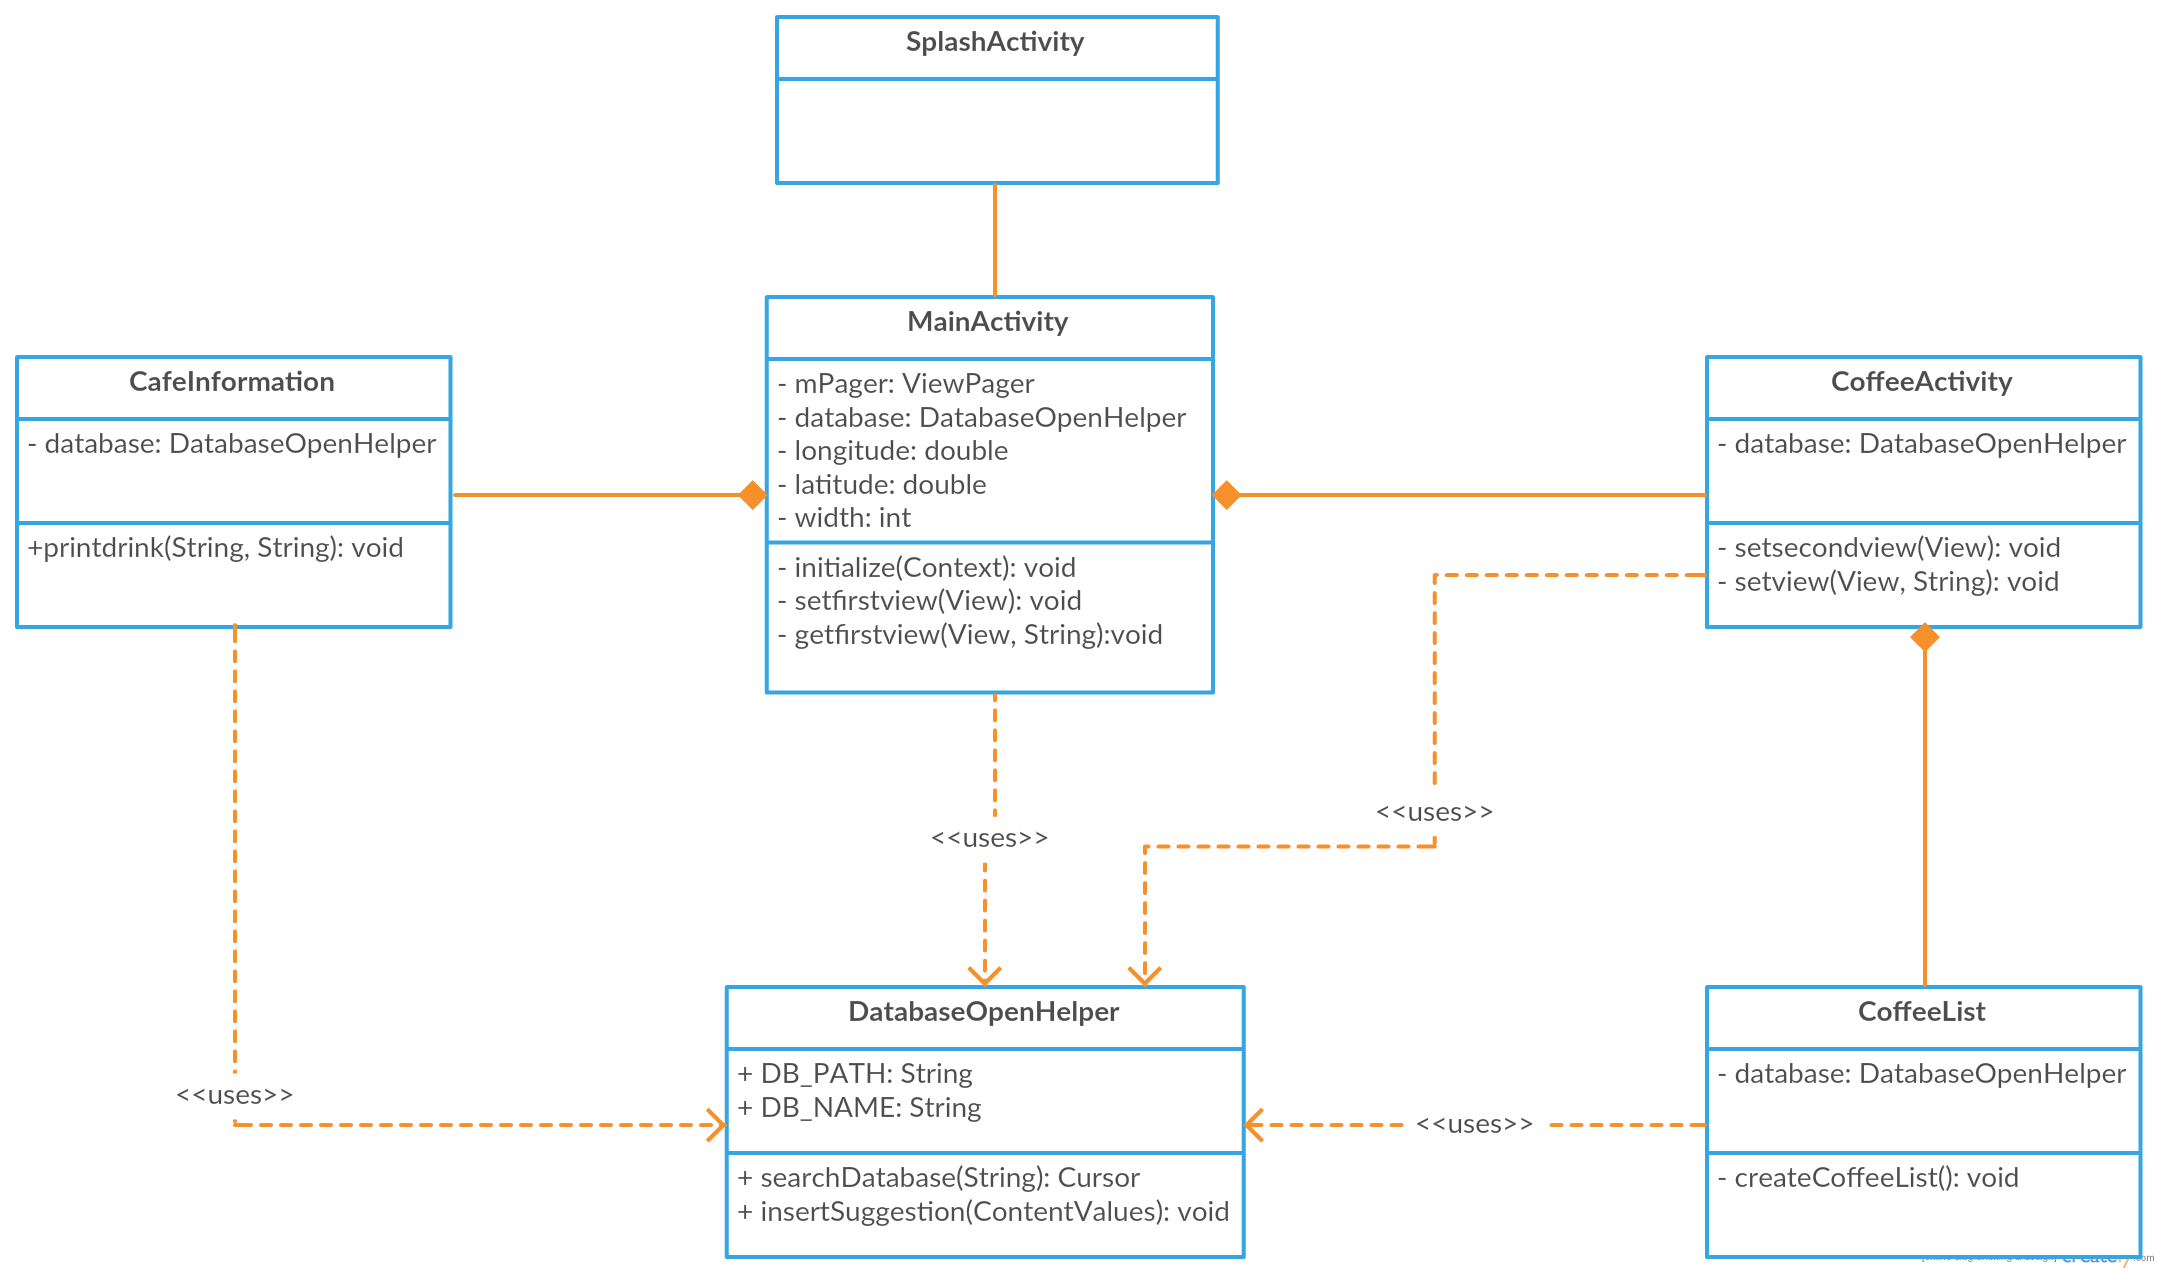 SplashActivity
MainActivity
- mPager: ViewPager
- database: DatabaseOpenHelper
- longitude: double
- latitude: double
- width: int
- initialize(Context): void
- setfirstview(View): void
- getfirstview(View, String):void
CafeInformation
- database: DatabaseOpenHelper
+printdrink(String, String): void
CoffeeActivity
- database: DatabaseOpenHelper
- setsecondview(View): void
- setview(View, String): void
<<uses>>
<<uses>>
<<uses>>
<<uses>>
DatabaseOpenHelper
+ DB_PATH: String
+ DB_NAME: String
+ searchDatabase(String): Cursor
+ insertSuggestion(ContentValues): void
CoffeeList
- database: DatabaseOpenHelper
- createCoffeeList(): void